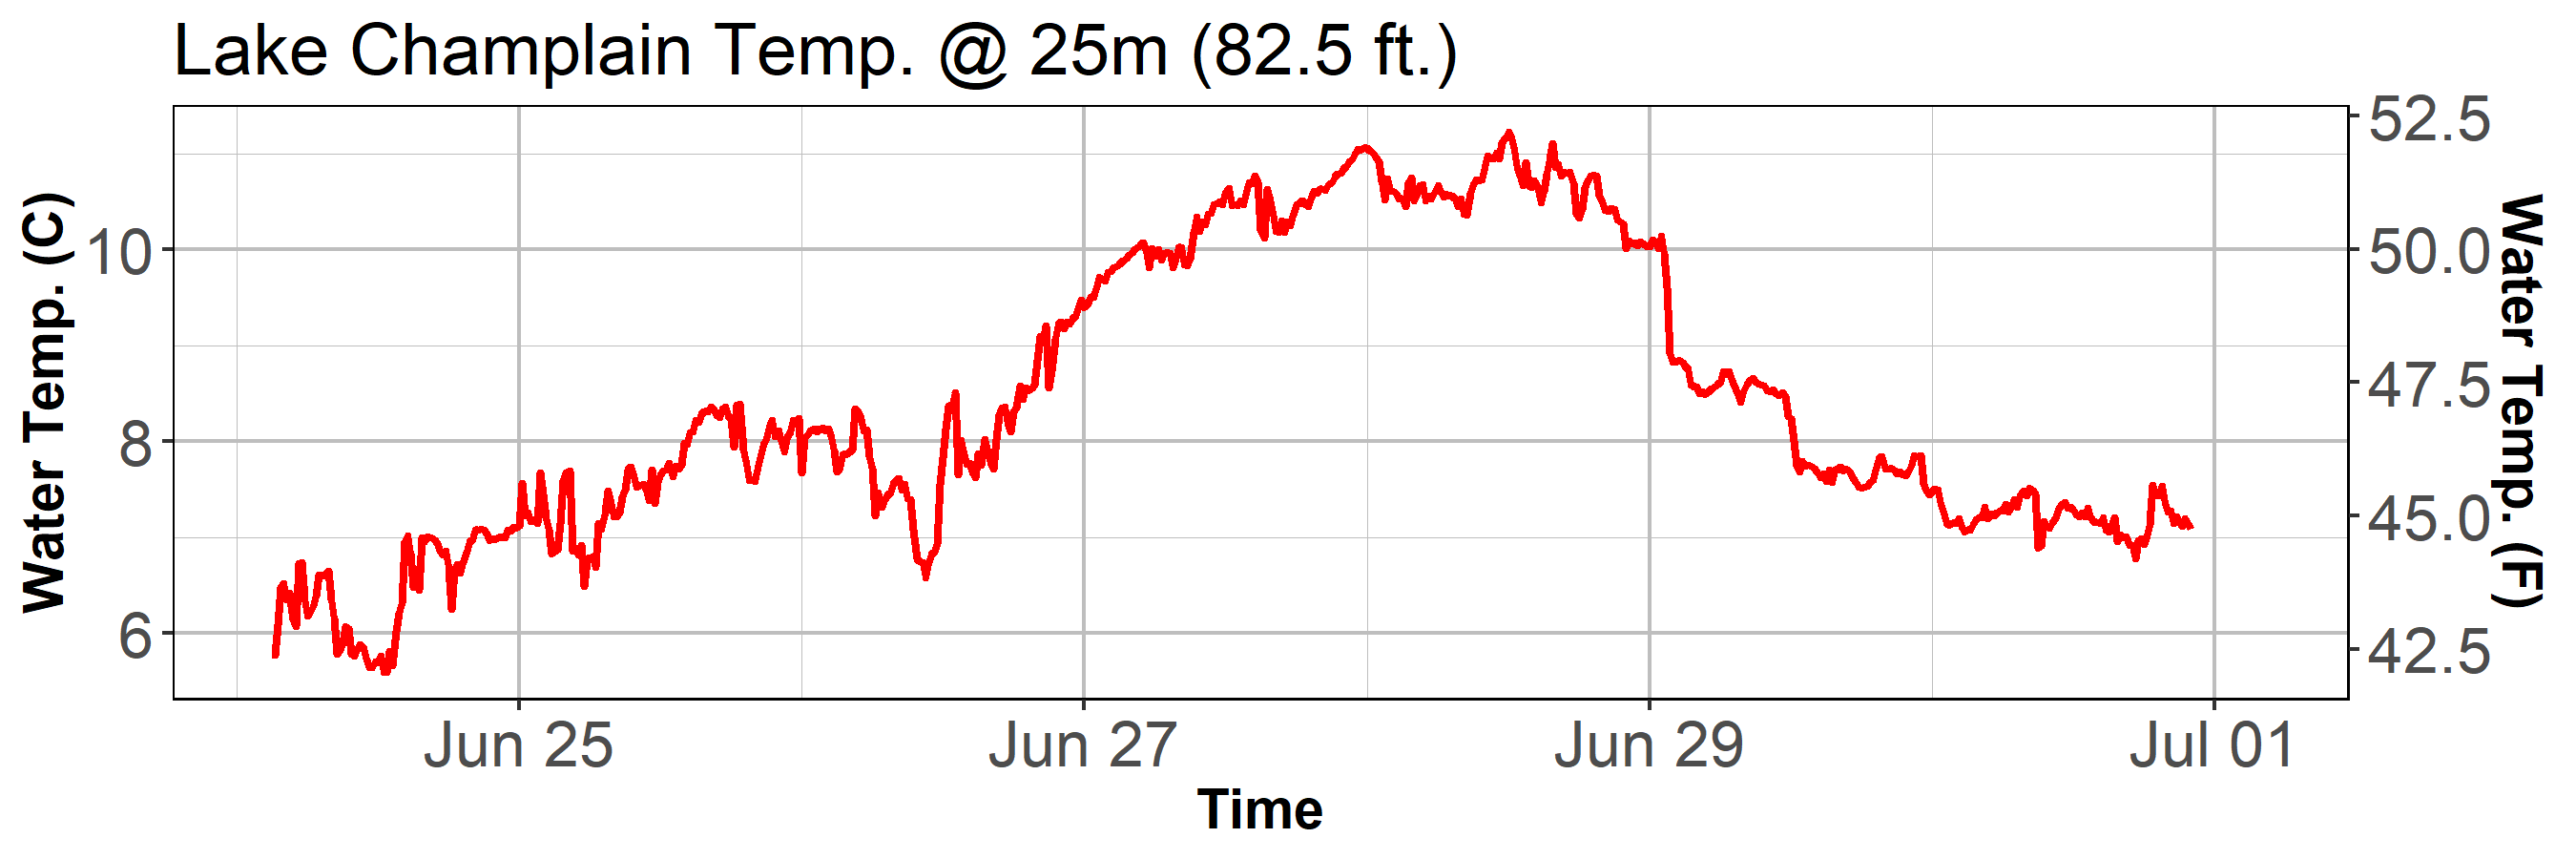 Lake Champlain Temp. @ 25m (82.5 ft.)
Water Temp. (C)
10
8
6
52.5
50.0
47.5
45.0
42.5
Water Temp. (F)
Jun 25
Jun 27
Jun 29
Jul 01
Time